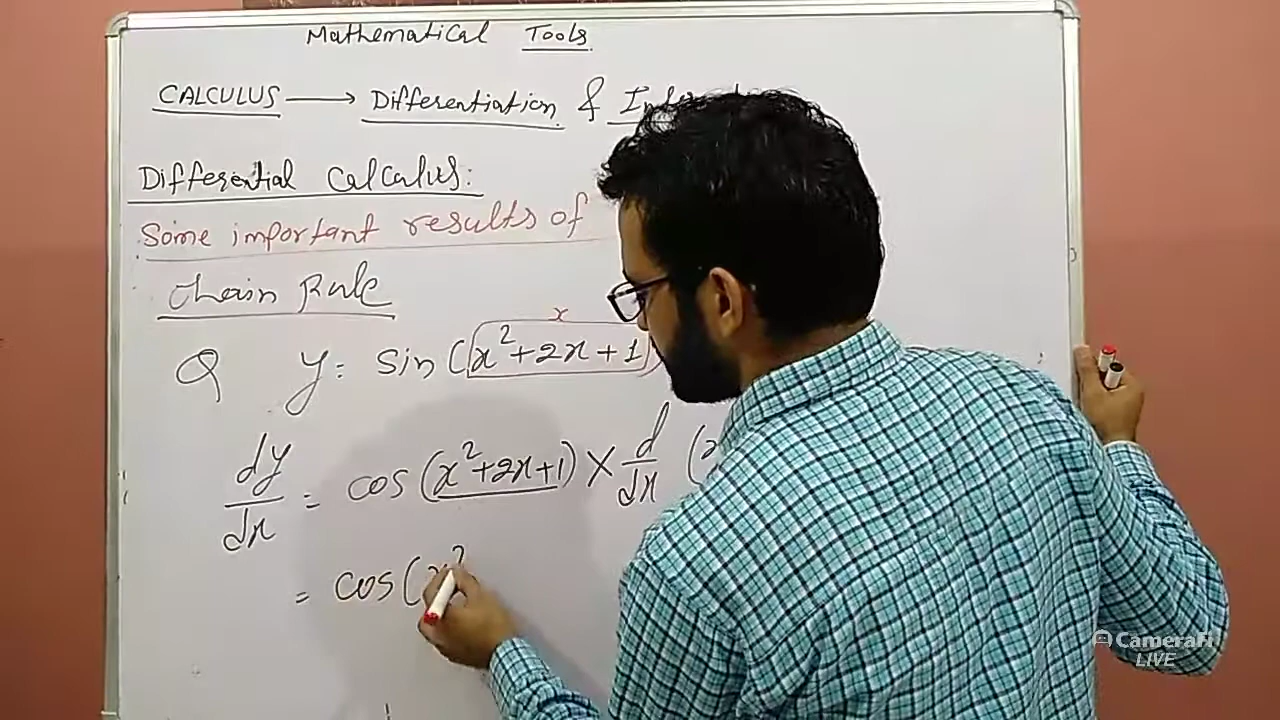 Mathematical Tools
CALCULUS → Differentiation &
Differential Calculus:
Some important results of
Chain Rule
x
Q y = Sin (x²+2x+1)
dy/dx = cos (x²+2x+1) × d/dx (
= cos (x²
CameraFi
LIVE